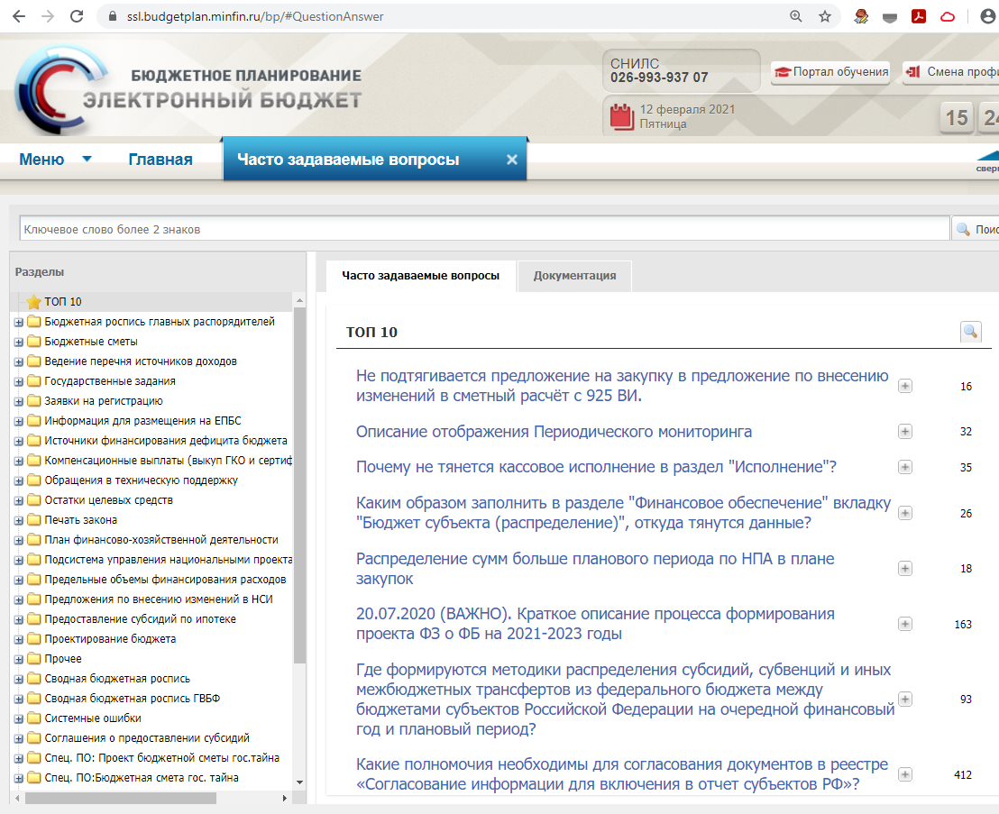 ssl.budgetplan.minfin.ru/bp/#QuestionAnswer
БЮДЖЕТНОЕ ПЛАНИРОВАНИЕ
ЭЛЕКТРОННЫЙ БЮДЖЕТ
СНИЛС
026-993-937 07
Портал обучения
Смена профи
12 февраля 2021
Пятница
15
24
Меню
Главная
Часто задаваемые вопросы
сверн
Ключевое слово более 2 знаков
Поис
Разделы
ТОП 10
Бюджетная роспись главных распорядителей
Бюджетные сметы
Ведение перечня источников доходов
Государственные задания
Заявки на регистрацию
Информация для размещения на ЕПБС
Источники финансирования дефицита бюджета
Компенсационные выплаты (выкуп ГКО и сертиф
Обращения в техническую поддержку
Остатки целевых средств
Печать закона
План финансово-хозяйственной деятельности
Подсистема управления национальными проекта
Предельные объемы финансирования расходов
Предложения по внесению изменений в НСИ
Предоставление субсидий по ипотеке
Проектирование бюджета
Прочее
Сводная бюджетная роспись
Сводная бюджетная роспись ГВБФ
Системные ошибки
Соглашения о предоставлении субсидий
Спец. ПО: Проект бюджетной сметы гос.тайна
Спец. ПО:Бюджетная смета гос. тайна
Часто задаваемые вопросы
Документация
ТОП 10
Не подтягивается предложение на закупку в предложение по внесению
изменений в сметный расчёт с 925 ВИ.
16
Описание отображения Периодического мониторинга
32
Почему не тянется кассовое исполнение в раздел "Исполнение"?
35
Каким образом заполнить в разделе "Финансовое обеспечение" вкладку
"Бюджет субъекта (распределение)", откуда тянутся данные?
26
Распределение сумм больше планового периода по НПА в плане
закупок
18
20.07.2020 (ВАЖНО). Краткое описание процесса формирования
проекта ФЗ о ФБ на 2021-2023 годы
163
Где формируются методики распределения субсидий, субвенций и иных
межбюджетных трансфертов из федерального бюджета между
бюджетами субъектов Российской Федерации на очередной финансовый
год и плановый период?
93
Какие полномочия необходимы для согласования документов в реестре
«Согласование информации для включения в отчет субъектов РФ»?
412